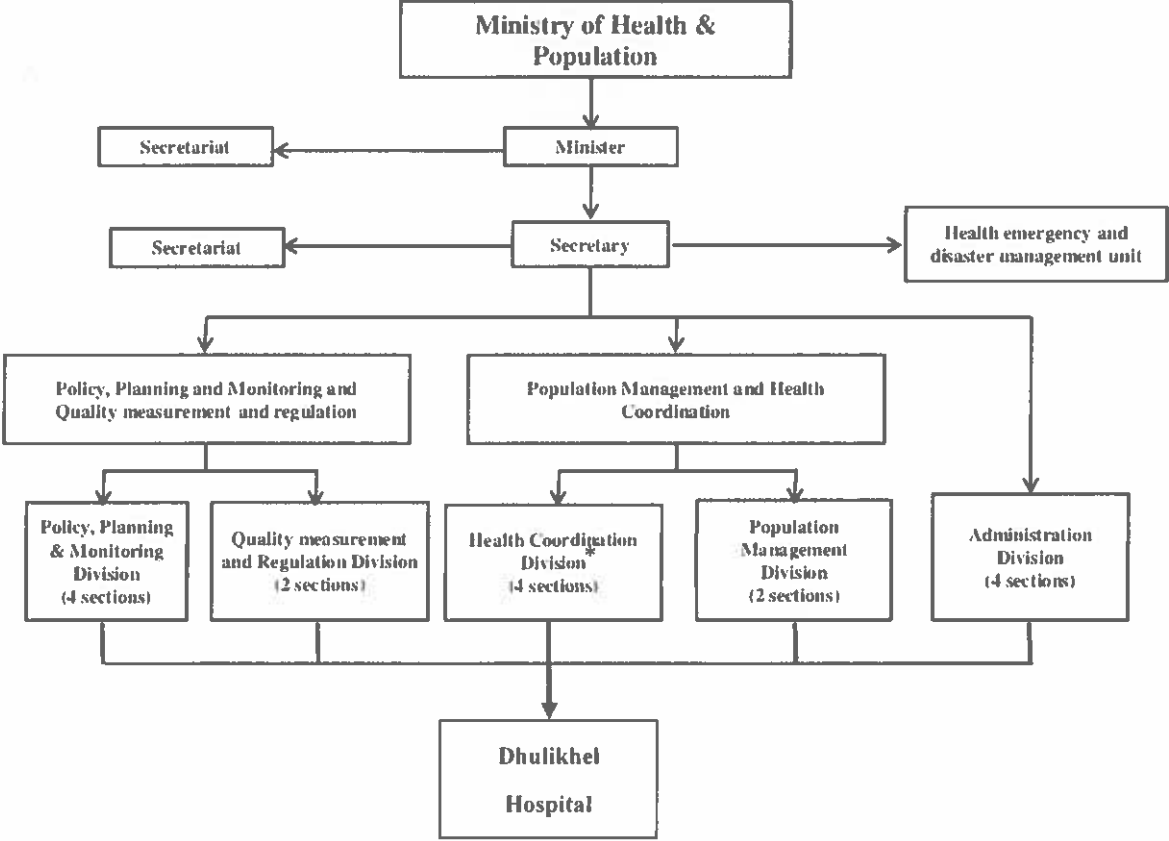 Ministry of Health &
Population
Secretariat
Minister
Secretariat
Secretary
Health emergency and
disaster management unit
Policy, Planning and Monitoring and
Quality measurement and regulation
Population Management and Health
Coordination
Policy, Planning
& Monitoring
Division
(4 sections)
Quality measurement
and Regulation Division
(2 sections)
Health Coordination
Division*
(4 sections)
Population
Management
Division
(2 sections)
Administration
Division
(4 sections)
Dhulikhel
Hospital